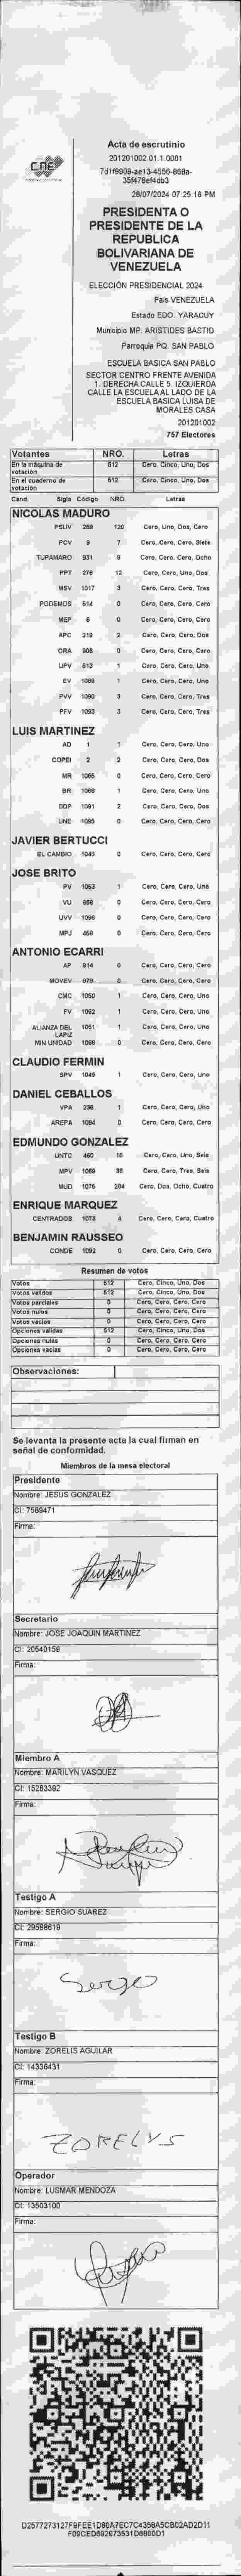 CNE
Acta de escrutinio
201201002.01.1.0001
28/07/2024 07:25:16 PM
PRESIDENTA O
PRESIDENTE DE LA
REPUBLICA
BOLIVARIANA DE
VENEZUELA
ELECCIÓN PRESIDENCIAL 2024
País VENEZUELA
Estado EDO. YARACUY
Municipio MP. ARISTIDES BASTID
Parroquia PQ. SAN PABLO
ESCUELA BASICA SAN PABLO
SECTOR CENTRO FRENTE AVENIDA
1. DERECHA CALLE 5. IZQUIERDA
CALLE LA ESCUELA AL LADO DE LA
ESCUELA BASICA LUISA DE
MORALES CASA
201201002
757 Electores
Votantes NRO. Letras
En la máquina de votación 512 Cero, Cinco, Uno, Dos
En el cuaderno de votación 512 Cero, Cinco, Uno, Dos
Cand. Sigla Código NRO. Letras
NICOLAS MADURO
PSUV 269 120 Cero, Uno, Dos, Cero
PCV 9 7 Cero, Cero, Cero, Siete
TUPAMARO 931 8 Cero, Cero, Cero, Ocho
PPT 276 12 Cero, Cero, Uno, Dos
MSV 1017 3 Cero, Cero, Cero, Tres
PODEMOS 614 0 Cero, Cero, Cero, Cero
MEP 6 0 Cero, Cero, Cero, Cero
APC 219 2 Cero, Cero, Cero, Dos
ORA 906 0 Cero, Cero, Cero, Cero
UPV 613 1 Cero, Cero, Cero, Uno
EV 1089 1 Cero, Cero, Cero, Uno
PVV 1090 3 Cero, Cero, Cero, Tres
PFV 1093 3 Cero, Cero, Cero, Tres
LUIS MARTINEZ
AD 1 1 Cero, Cero, Cero, Uno
COPEI 2 2 Cero, Cero, Cero, Dos
MR 1065 0 Cero, Cero, Cero, Cero
BR 1066 1 Cero, Cero, Cero, Uno
DDP 1091 2 Cero, Cero, Cero, Dos
UNE 1095 0 Cero, Cero, Cero, Cero
JAVIER BERTUCCI
EL CAMBIO 1048 0 Cero, Cero, Cero, Cero
JOSE BRITO
PV 1053 1 Cero, Cero, Cero, Uno
VU 0 Cero, Cero, Cero, Cero
UVV 1096 0 Cero, Cero, Cero, Cero
MPJ 458 0 Cero, Cero, Cero, Cero
ANTONIO ECARRI
AP 914 0 Cero, Cero, Cero, Cero
MOVEV 978 0 Cero, Cero, Cero, Cero
CMC 1050 1 Cero, Cero, Cero, Uno
FV 1052 1 Cero, Cero, Cero, Uno
ALIANZA DEL LAPIZ 1051 1 Cero, Cero, Cero, Uno
MIN UNIDAD 1068 0 Cero, Cero, Cero, Cero
CLAUDIO FERMIN
SPV 1049 1 Cero, Cero, Cero, Uno
DANIEL CEBALLOS
VPA 236 1 Cero, Cero, Cero, Uno
AREPA 1094 0 Cero, Cero, Cero, Cero
EDMUNDO GONZALEZ
UNTC 460 16 Cero, Cero, Uno, Seis
MPV 1069 36 Cero, Cero, Tres, Seis
MUD 1075 284 Cero, Dos, Ocho, Cuatro
ENRIQUE MARQUEZ
CENTRADOS 1073 4 Cero, Cero, Cero, Cuatro
BENJAMIN RAUSSEO
CONDE 1092 0 Cero, Cero, Cero, Cero
Resumen de votos
Votos 512 Cero, Cinco, Uno, Dos
Votos validos 512 Cero, Cinco, Uno, Dos
Votos parciales 0 Cero, Cero, Cero, Cero
Votos nulos 0 Cero, Cero, Cero, Cero
Votos vacios 0 Cero, Cero, Cero, Cero
Opciones validas 512 Cero, Cinco, Uno, Dos
Opciones nulas 0 Cero, Cero, Cero, Cero
Opciones vacias 0 Cero, Cero, Cero, Cero
Observaciones:
Se levanta la presente acta la cual firman en
señal de conformidad.
Miembros de la mesa electoral
Presidente
Nombre: JESUS GONZALEZ
CI: 7589471
Firma:
Secretario
Nombre: JOSE JOAQUIN MARTINEZ
CI: 20540159
Firma:
Miembro A
Nombre: MARILYN VASQUEZ
CI: 15283392
Firma:
Testigo A
Nombre: SERGIO SUAREZ
CI: 29588619
Firma:
Sergio
Testigo B
Nombre: ZORELIS AGUILAR
CI: 14338431
Firma:
ZORELYS
Operador
Nombre: LUSMAR MENDOZA
CI: 13503100
Firma:
D2577273127F9FEE1D80A7EC7C4358A5CB02AD2D11
F09CED692973531D6800D1